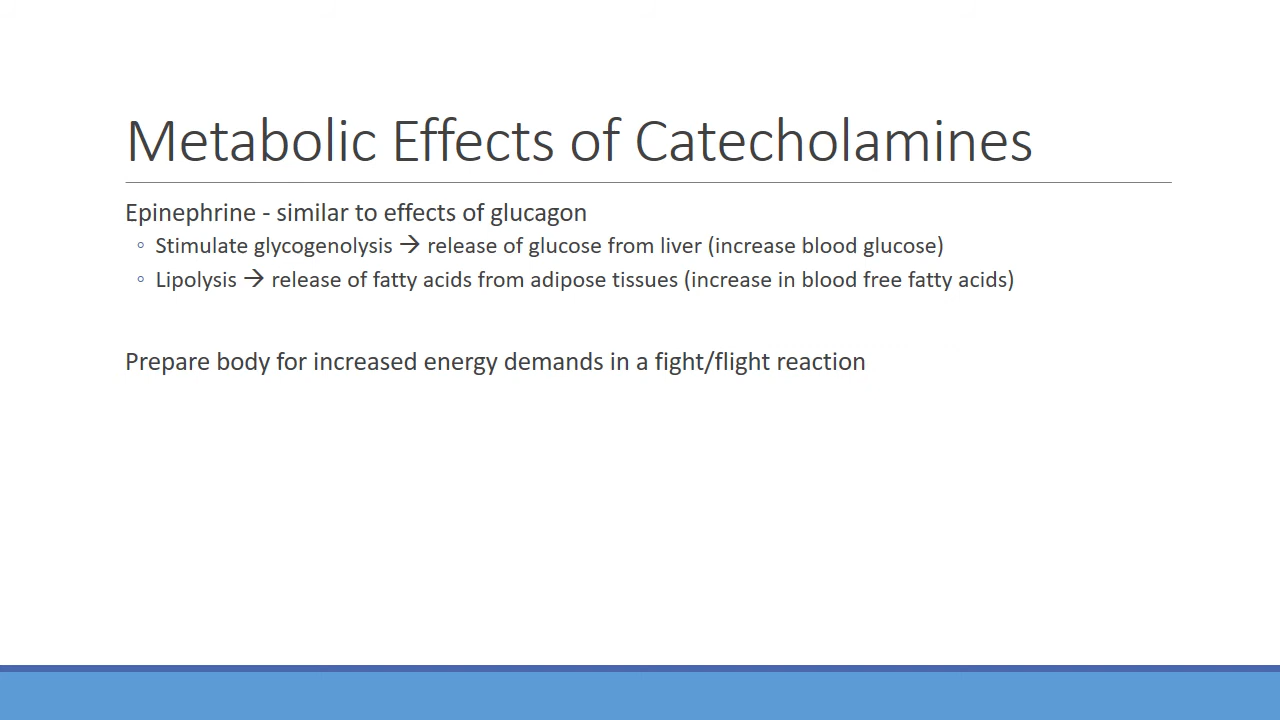 Metabolic Effects of Catecholamines
Epinephrine - similar to effects of glucagon
◦ Stimulate glycogenolysis → release of glucose from liver (increase blood glucose)
◦ Lipolysis → release of fatty acids from adipose tissues (increase in blood free fatty acids)
Prepare body for increased energy demands in a fight/flight reaction